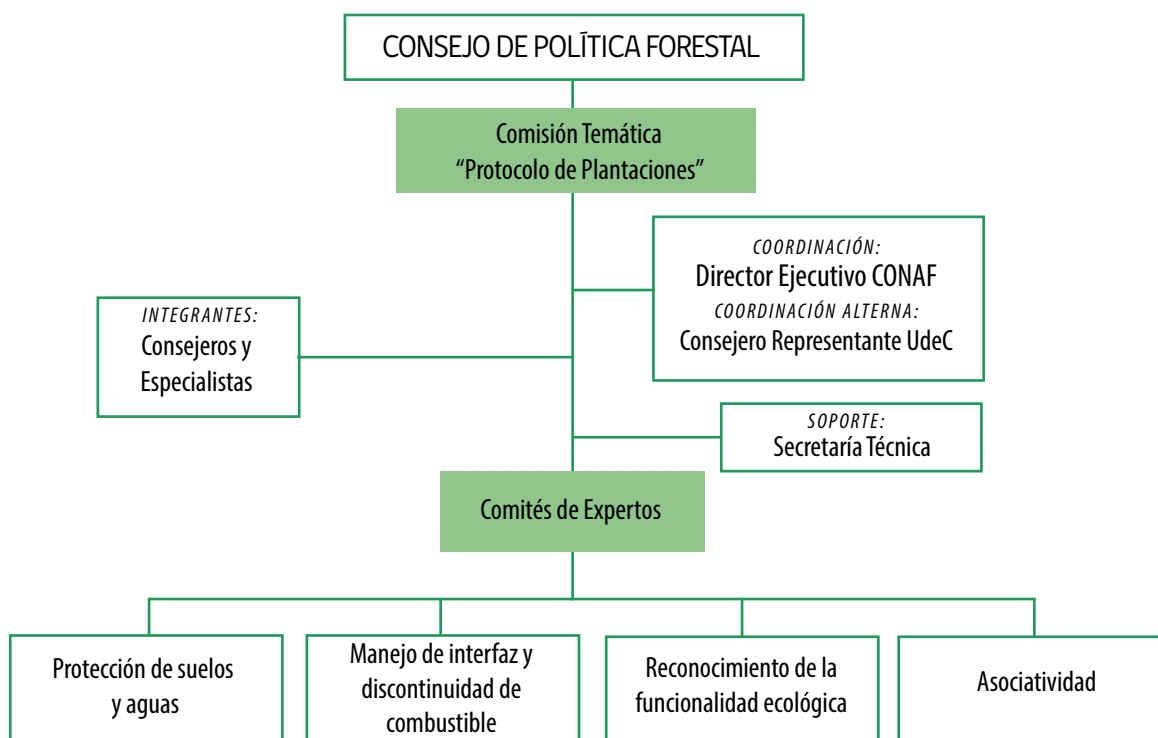 CONSEJO DE POLÍTICA FORESTAL
Comisión Temática
“Protocolo de Plantaciones”
COORDINACIÓN:
Director Ejecutivo CONAF
COORDINACIÓN ALTERNA:
Consejero Representante UdeC
INTEGRANTES:
Consejeros y
Especialistas
SOPORTE:
Secretaría Técnica
Comités de Expertos
Protección de suelos
y aguas
Manejo de interfaz y
discontinuidad de
combustible
Reconocimiento de la
funcionalidad ecológica
Asociatividad